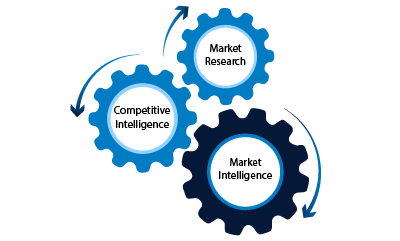 Market
Research
Competitive
Intelligence
Market
Intelligence